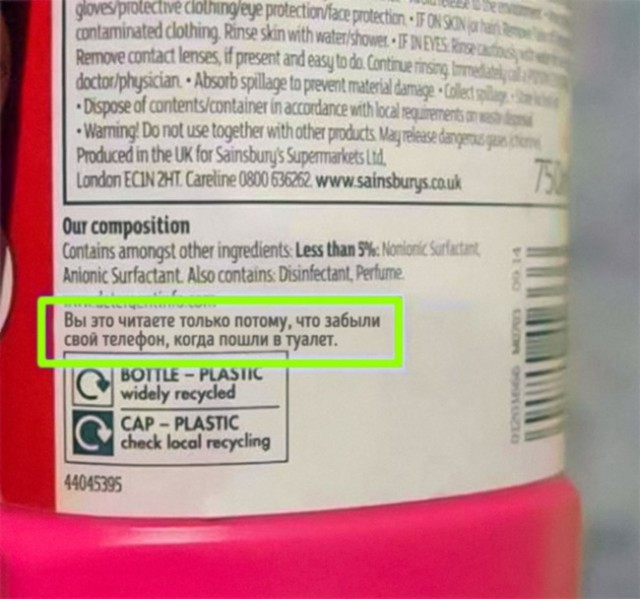 gloves/protective clothing/eye protection/face protection. • IF ON SKIN (or hair): Remove
contaminated clothing. Rinse skin with water/shower. • IF IN EYES: Rinse cautiously with
Remove contact lenses, if present and easy to do. Continue rinsing. Immediately call a
doctor/physician. • Absorb spillage to prevent material damage. • Collect spillage. •
• Dispose of contents/container in accordance with local requirements on waste disposal
• Warning! Do not use together with other products. May release dangerous gases (chlorine).
Produced in the UK for Sainsbury's Supermarkets Ltd,
London EC1N 2HT. Careline 0800 636262. www.sainsburys.co.uk
750
Our composition
Contains amongst other ingredients: Less than 5%: Nonionic Surfactant,
Anionic Surfactant. Also contains: Disinfectant, Perfume.
Вы это читаете только потому, что забыли
свой телефон, когда пошли в туалет.
BOTTLE – PLASTIC
widely recycled
CAP – PLASTIC
check local recycling
44045395
09.14